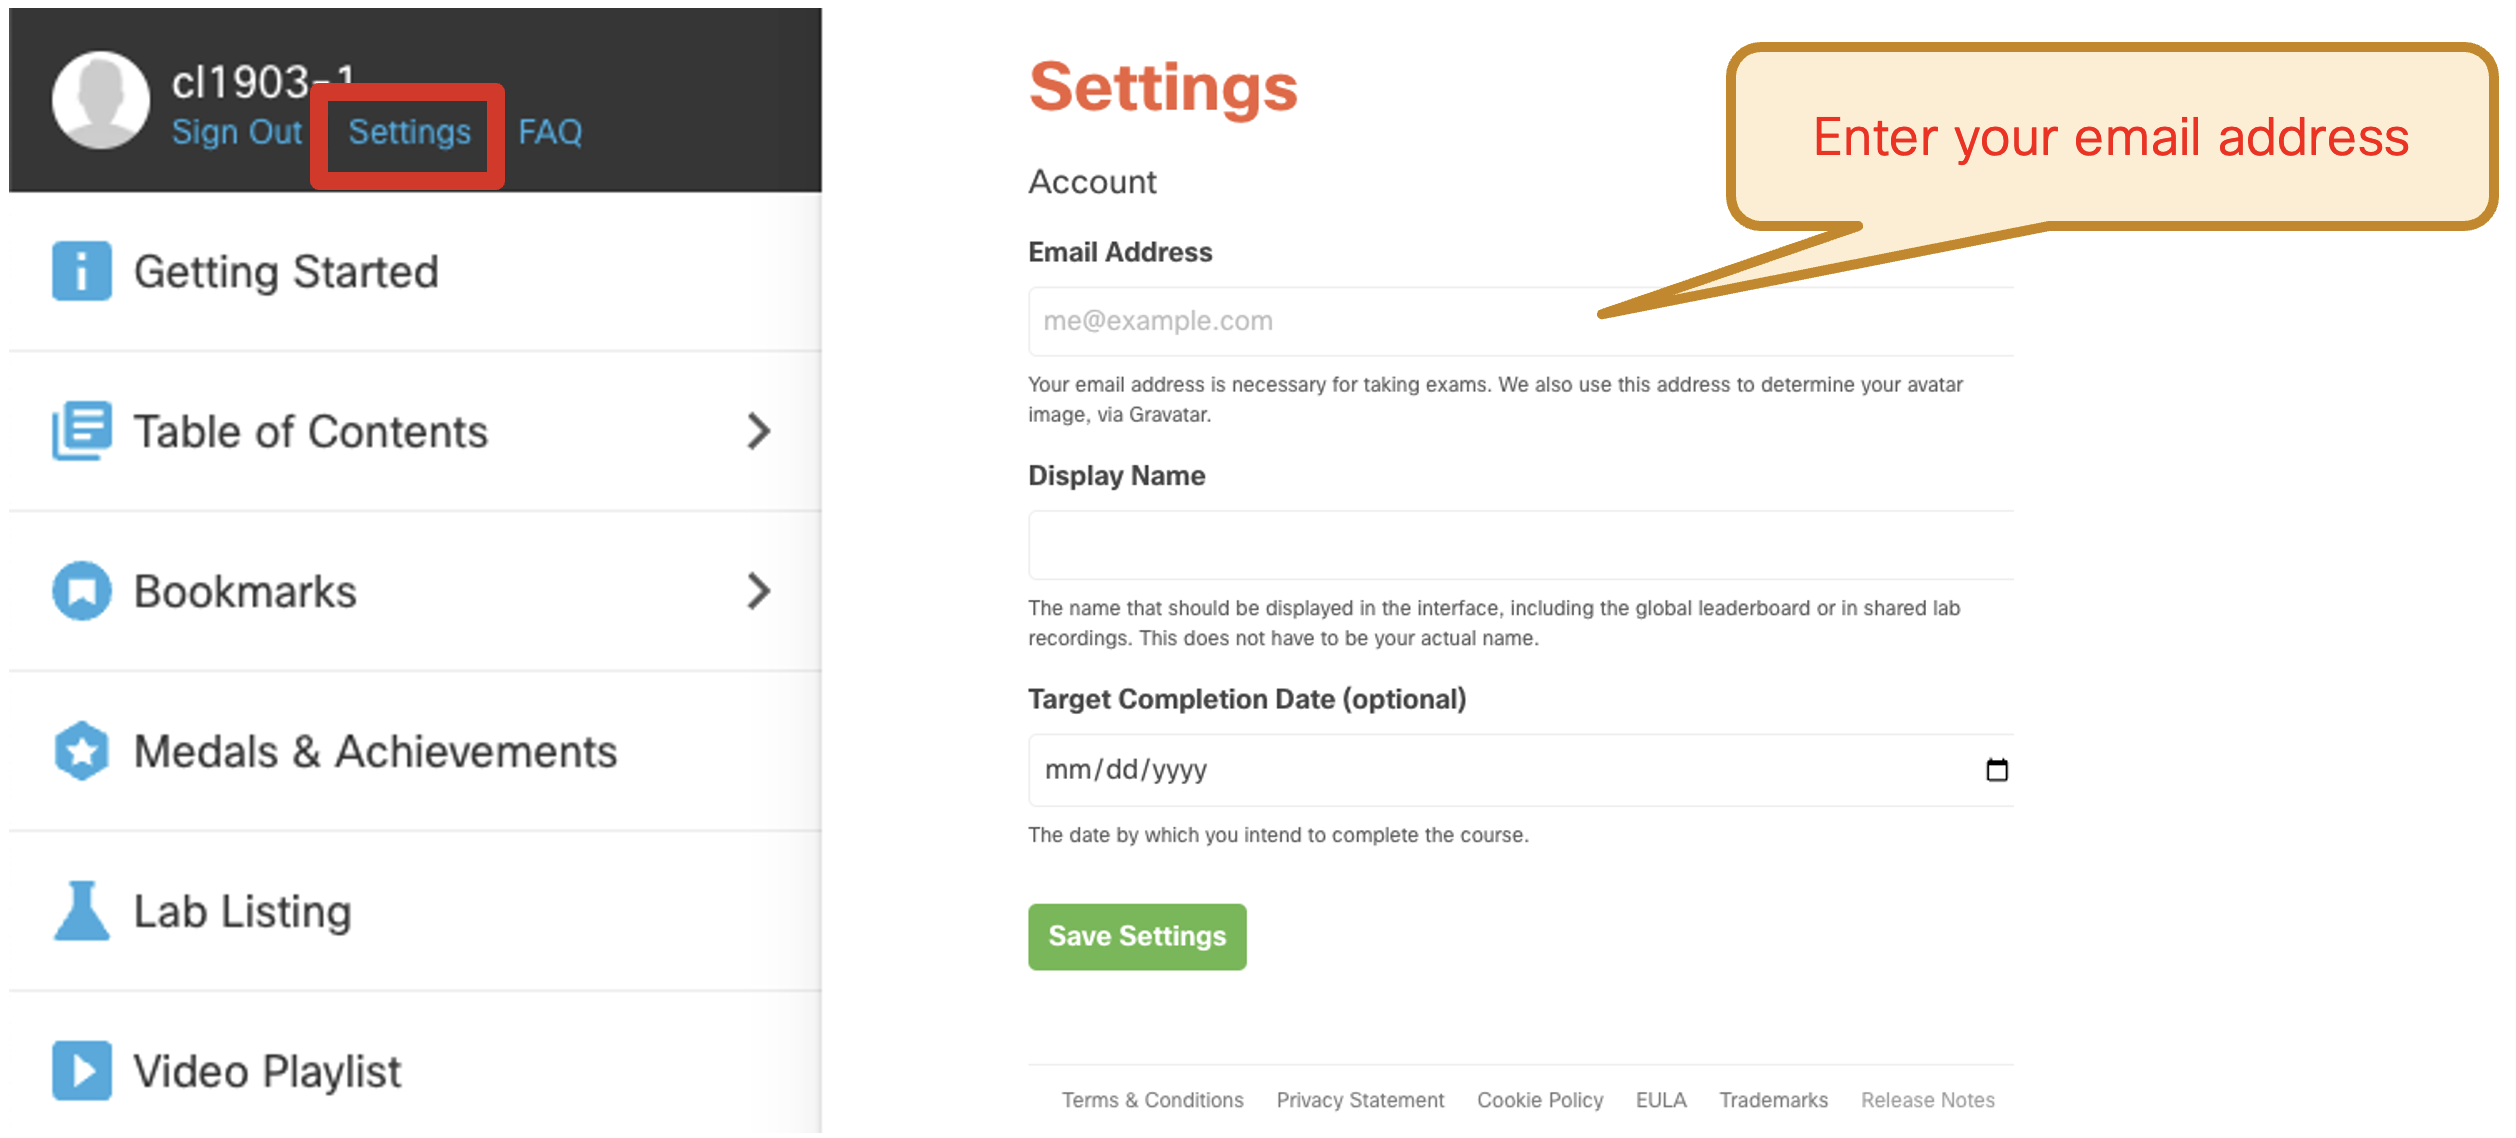 cl1903-1
Sign Out Settings FAQ
Getting Started
Table of Contents
Bookmarks
Medals & Achievements
Lab Listing
Video Playlist
Settings
Account
Email Address
me@example.com
Your email address is necessary for taking exams. We also use this address to determine your avatar
image, via Gravatar.
Display Name
The name that should be displayed in the interface, including the global leaderboard or in shared lab
recordings. This does not have to be your actual name.
Target Completion Date (optional)
mm/dd/yyyy
The date by which you intend to complete the course.
Save Settings
Terms & Conditions Privacy Statement Cookie Policy EULA Trademarks Release Notes
Enter your email address